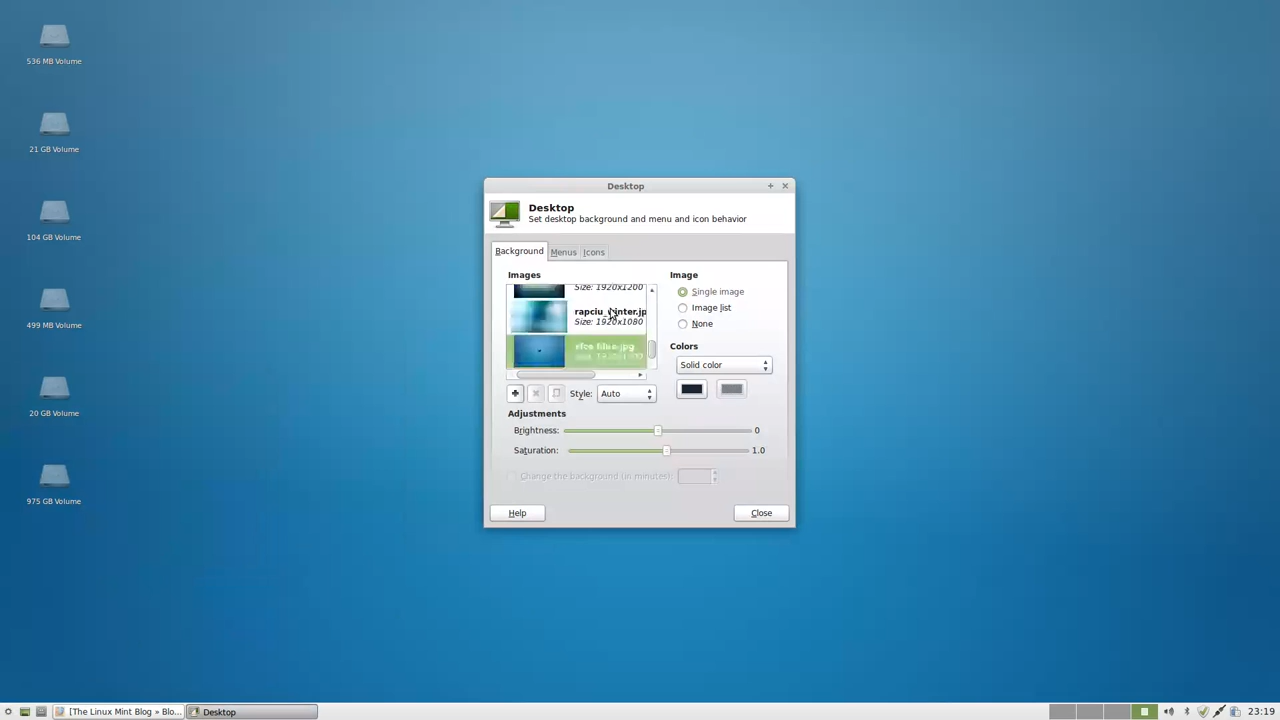 536 MB Volume
21 GB Volume
104 GB Volume
499 MB Volume
20 GB Volume
975 GB Volume
Desktop
Desktop
Set desktop background and menu and icon behavior
Background
Menus
Icons
Images
Size: 1920x1200
Size: 1920x1080
Style:
Auto
Image
Single image
Image list
None
Colors
Solid color
Adjustments
Brightness:
0
Saturation:
1.0
Change the background (in minutes):
Help
Close
[The Linux Mint Blog » Blo...
Desktop
23:19